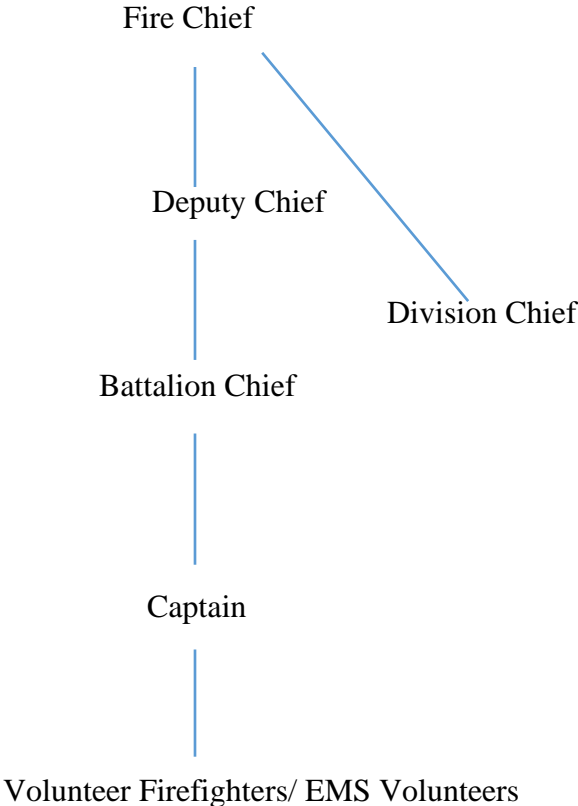 Fire Chief
Deputy Chief
Division Chief
Battalion Chief
Captain
Volunteer Firefighters/ EMS Volunteers